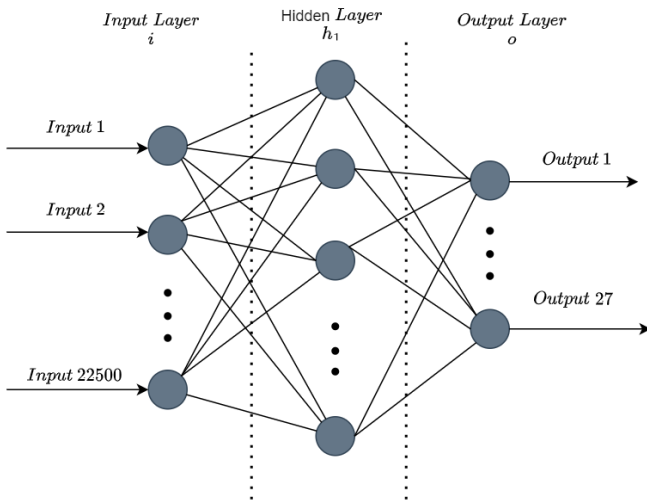 Input Layer
i
Hidden Layer
h₁
Output Layer
o
Input 1
Input 2
Input 22500
Output 1
Output 27